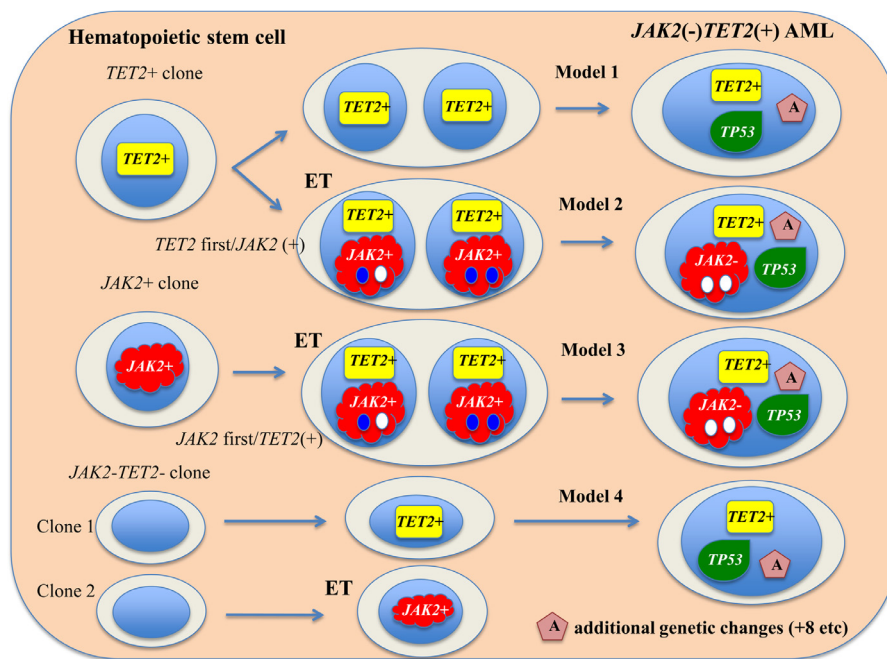 Hematopoietic stem cell
JAK2(-)TET2(+) AML
TET2+ clone
TET2+
TET2+
TET2+
Model 1
TET2+
A
TP53
ET
TET2 first/JAK2 (+)
TET2+
JAK2+
TET2+
JAK2+
Model 2
TET2+
A
JAK2-
TP53
JAK2+ clone
JAK2+
ET
JAK2 first/TET2(+)
TET2+
JAK2+
TET2+
JAK2+
Model 3
TET2+
A
JAK2-
TP53
JAK2-TET2- clone
Clone 1
TET2+
Model 4
TET2+
TP53
A
Clone 2
ET
JAK2+
A additional genetic changes (+8 etc)